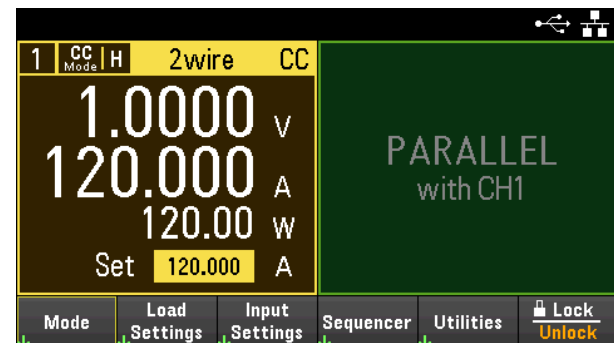 1 CC Mode H 2wire CC
1.0000 V
120.000 A
120.00 W
Set 120.000 A
PARALLEL
with CH1
Mode
Load
Settings
Input
Settings
Sequencer
Utilities
Lock
Unlock